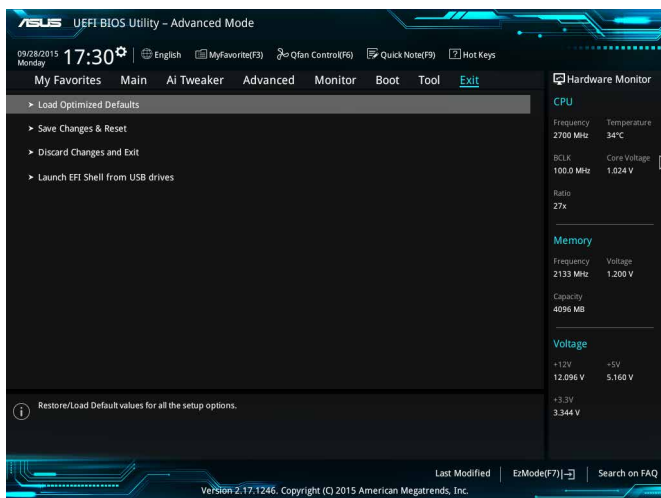 ASUS UEFI BIOS Utility – Advanced Mode
09/28/2015 Monday 17:30 English MyFavorite(F3) Qfan Control(F6) Quick Note(F9) ? Hot Keys
My Favorites Main Ai Tweaker Advanced Monitor Boot Tool Exit
> Load Optimized Defaults
> Save Changes & Reset
> Discard Changes and Exit
> Launch EFI Shell from USB drives
Hardware Monitor
CPU
Frequency Temperature
2700 MHz 34°C
BCLK Core Voltage
100.0 MHz 1.024 V
Ratio
27x
Memory
Frequency Voltage
2133 MHz 1.200 V
Capacity
4096 MB
Voltage
+12V +5V
12.096 V 5.160 V
+3.3V
3.344 V
i Restore/Load Default values for all the setup options.
Last Modified EzMode(F7) Search on FAQ
Version 2.17.1246. Copyright (C) 2015 American Megatrends, Inc.